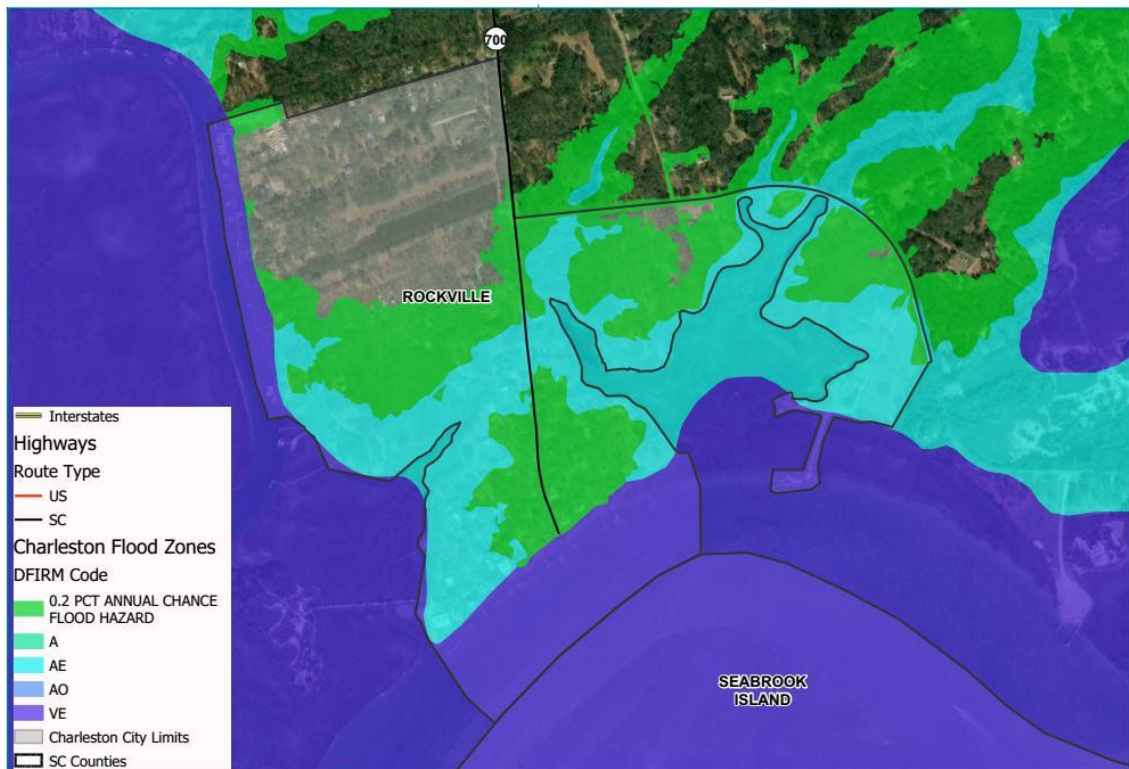 700
ROCKVILLE
SEABROOK
ISLAND
Interstates
Highways
Route Type
US
SC
Charleston Flood Zones
DFIRM Code
0.2 PCT ANNUAL CHANCE
FLOOD HAZARD
A
AE
AO
VE
Charleston City Limits
SC Counties